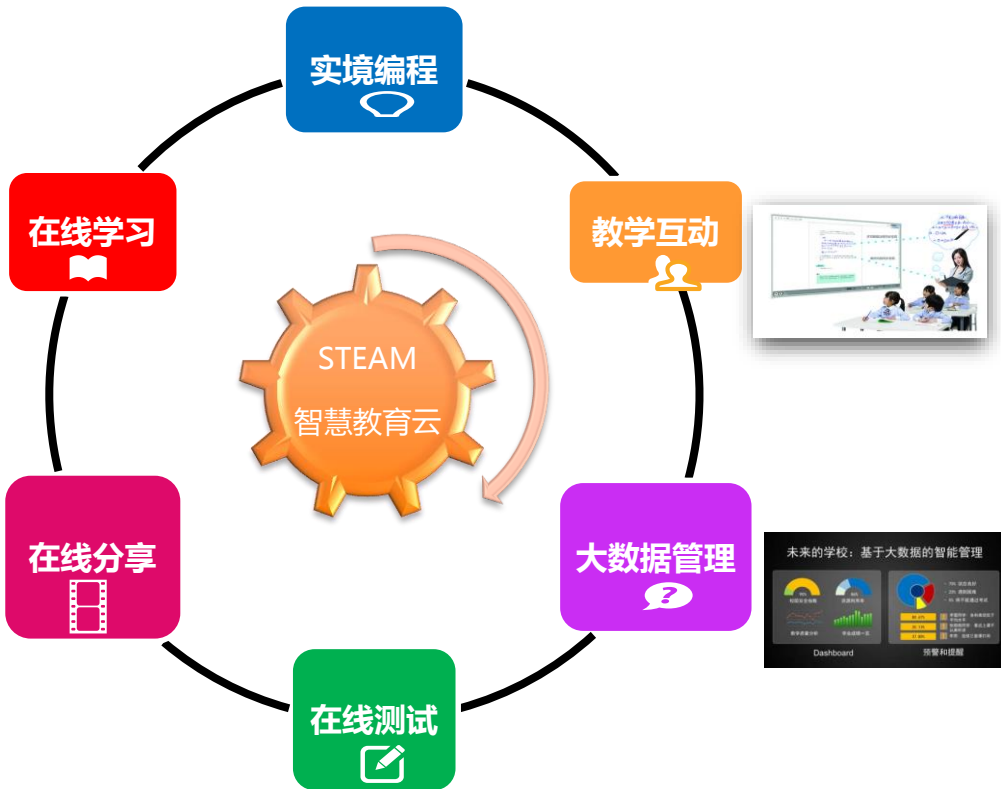 实境编程
在线学习
教学互动
STEAM
智慧教育云
在线分享
大数据管理
?
在线测试
未来的学校：基于大数据的智能管理
Dashboard
预警和提醒